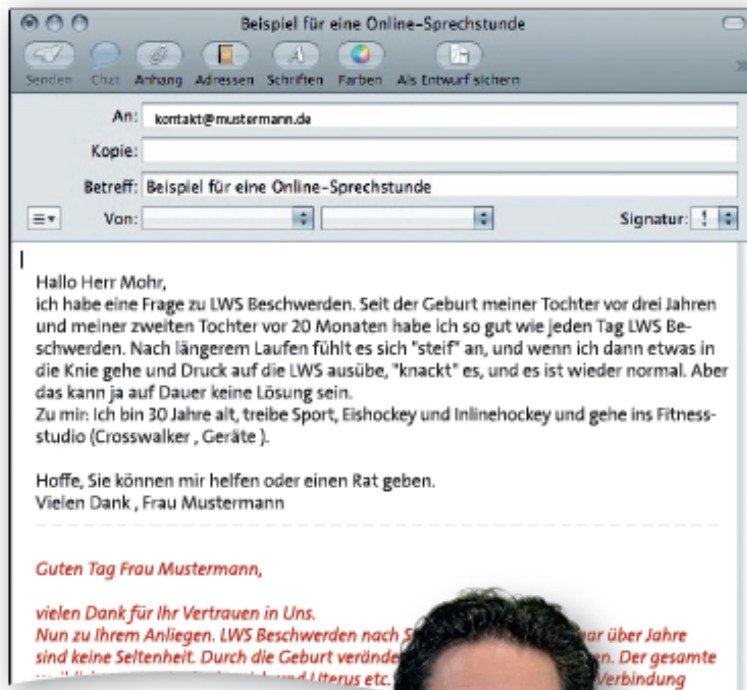 Beispiel für eine Online-Sprechstunde
Senden Chat Anhang Adressen Schriften Farben Als Entwurf sichern
An: kontakt@mustermann.de
Kopie:
Betreff: Beispiel für eine Online-Sprechstunde
Von: Signatur: !
Hallo Herr Mohr,
ich habe eine Frage zu LWS Beschwerden. Seit der Geburt meiner Tochter vor drei Jahren
und meiner zweiten Tochter vor 20 Monaten habe ich so gut wie jeden Tag LWS Be-
schwerden. Nach längerem Laufen fühlt es sich "steif" an, und wenn ich dann etwas in
die Knie gehe und Druck auf die LWS ausübe, "knackt" es, und es ist wieder normal. Aber
das kann ja auf Dauer keine Lösung sein.
Zu mir: Ich bin 30 Jahre alt, treibe Sport, Eishockey und Inlinehockey und gehe ins Fitness-
studio (Crosswalker , Geräte ).
Hoffe, Sie können mir helfen oder einen Rat geben.
Vielen Dank , Frau Mustermann
Guten Tag Frau Mustermann,
vielen Dank für Ihr Vertrauen in Uns.
Nun zu Ihrem Anliegen. LWS Beschwerden nach über Jahre
sind keine Seltenheit. Durch die Geburt Der gesamte
und Uterus etc. Verbindung